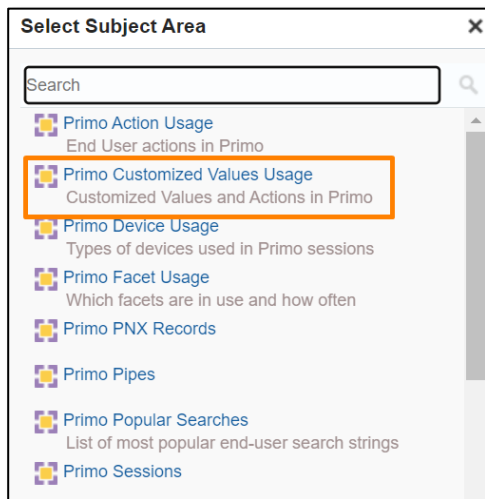 Select Subject Area
Search
Primo Action Usage
End User actions in Primo
Primo Customized Values Usage
Customized Values and Actions in Primo
Primo Device Usage
Types of devices used in Primo sessions
Primo Facet Usage
Which facets are in use and how often
Primo PNX Records
Primo Pipes
Primo Popular Searches
List of most popular end-user search strings
Primo Sessions